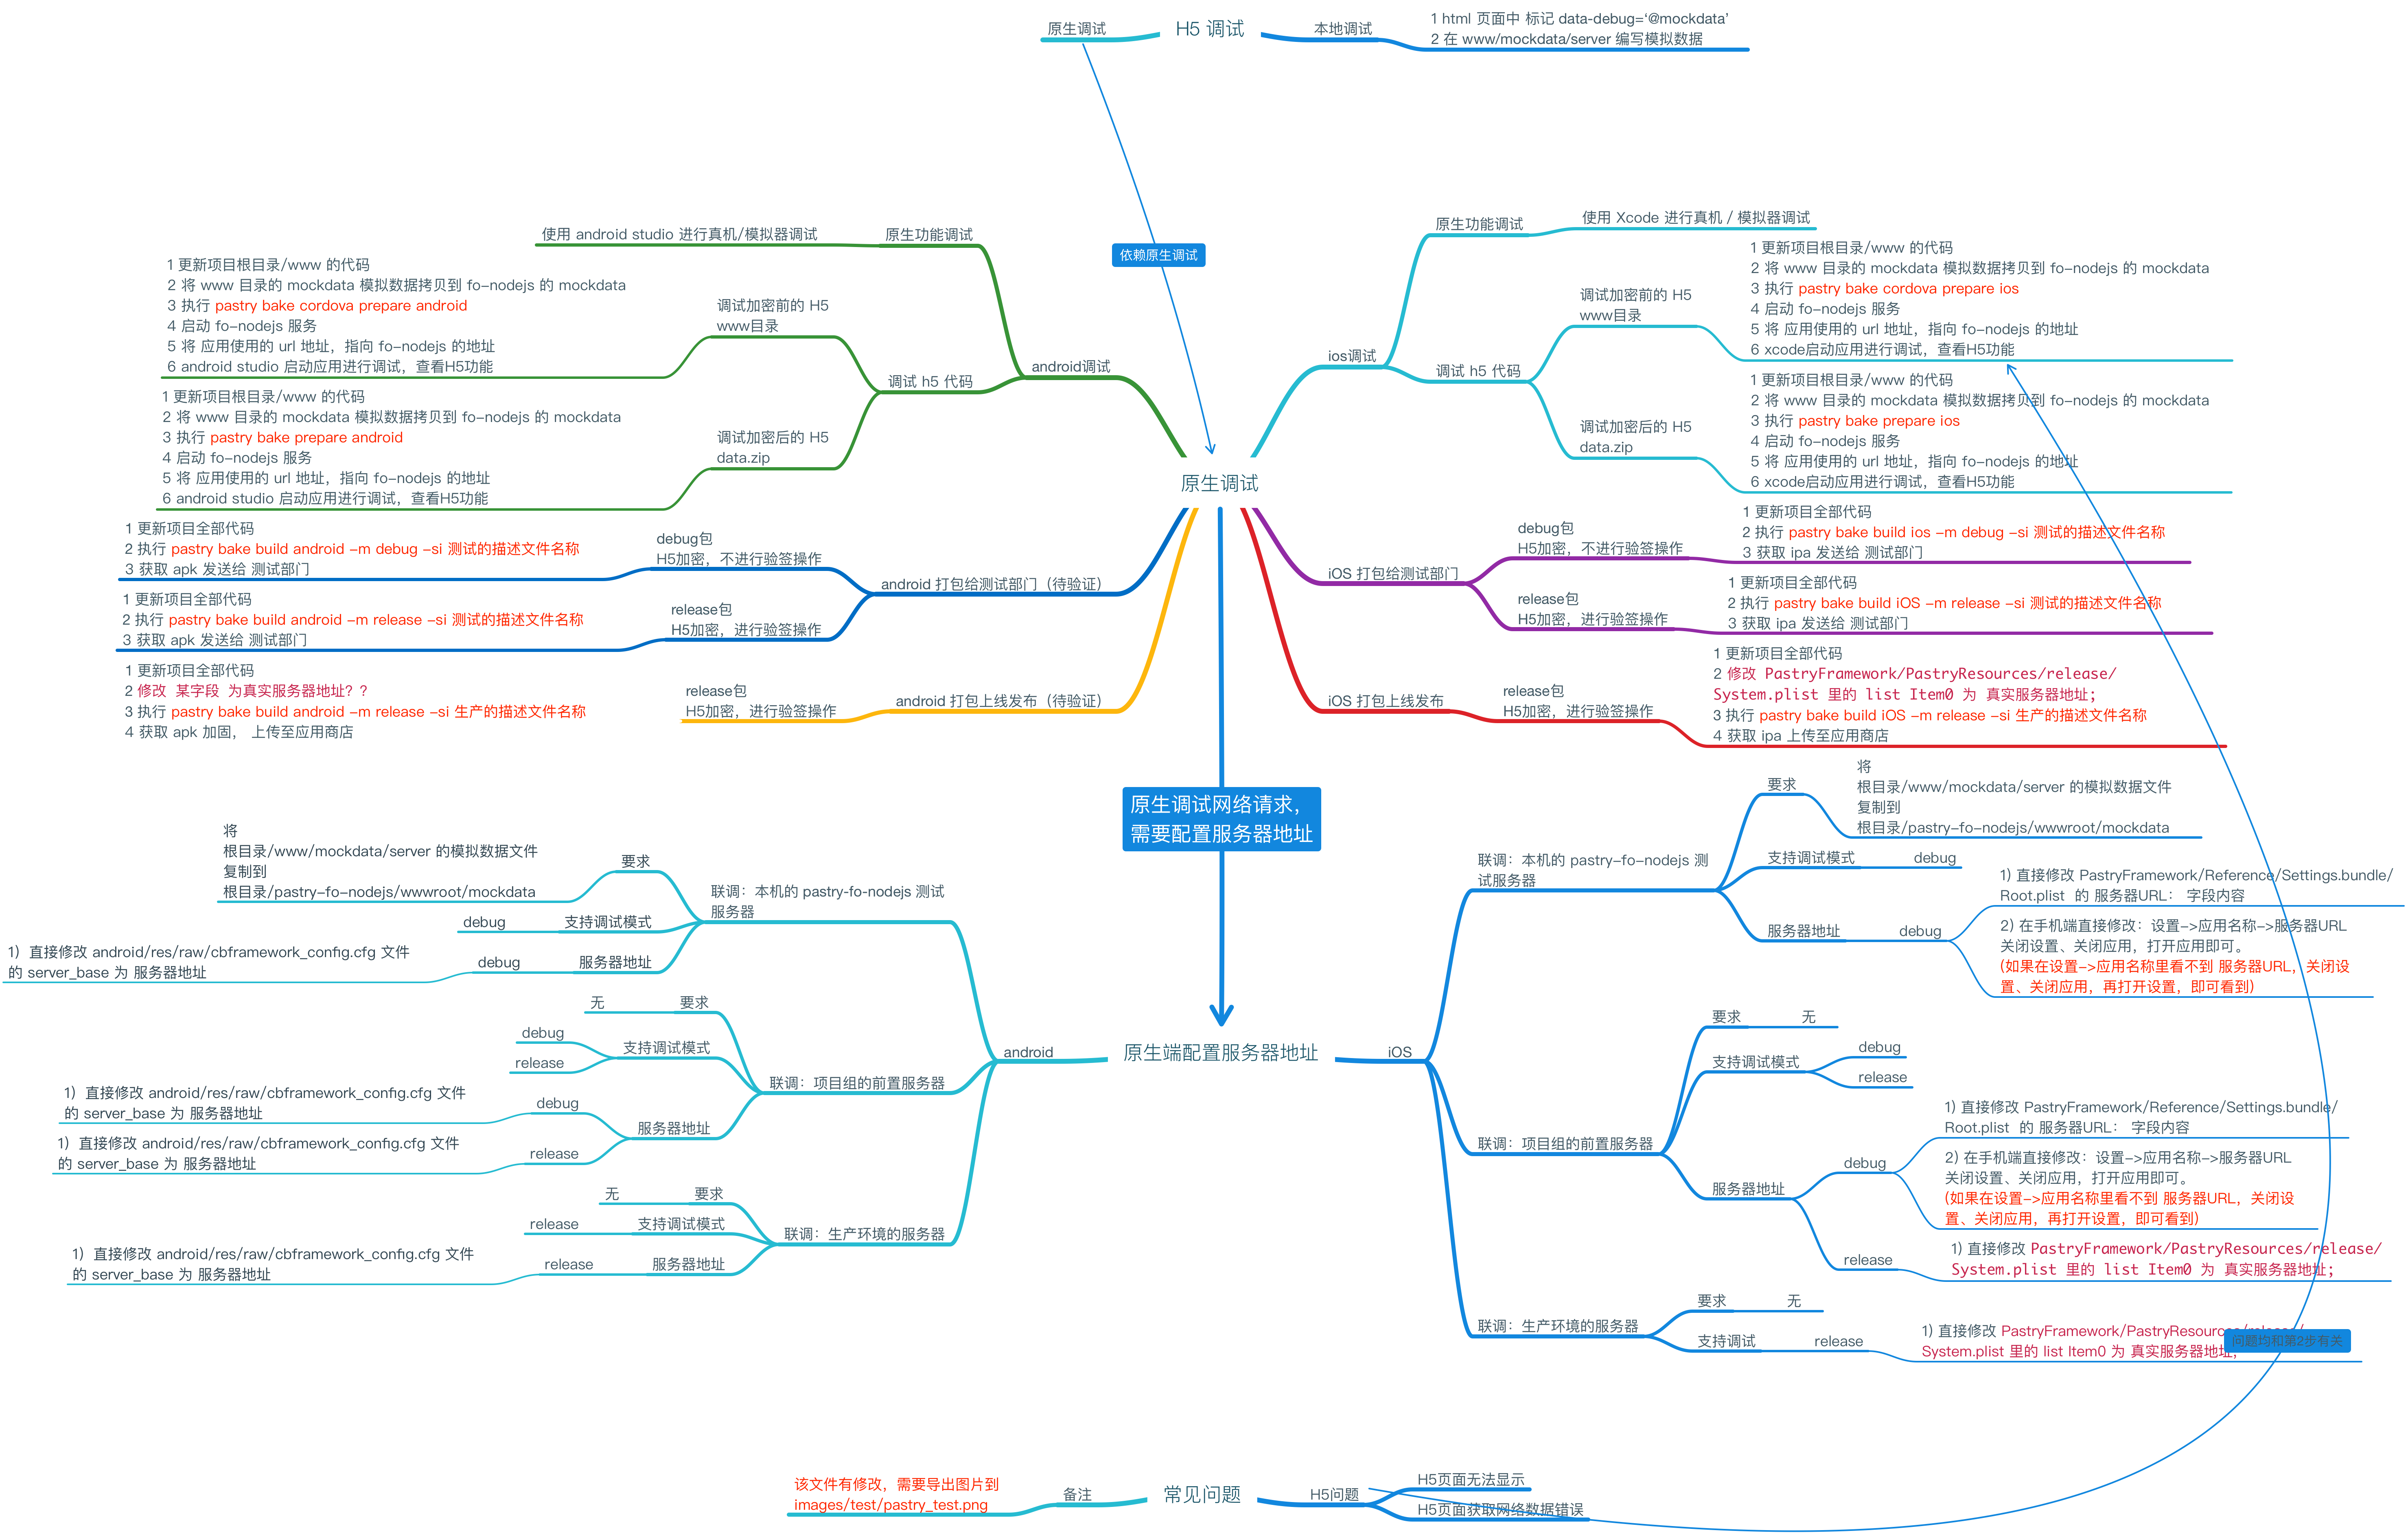 原生调试
H5 调试
本地调试
1 html 页面中 标记 data-debug=‘@mockdata’
2 在 www/mockdata/server 编写模拟数据
依赖原生调试
原生调试
android调试
原生功能调试
使用 android studio 进行真机/模拟器调试
调试 h5 代码
调试加密前的 H5
www目录
1 更新项目根目录/www 的代码
2 将 www 目录的 mockdata 模拟数据拷贝到 fo-nodejs 的 mockdata
3 执行 pastry bake cordova prepare android
4 启动 fo-nodejs 服务
5 将 应用使用的 url 地址，指向 fo-nodejs 的地址
6 android studio 启动应用进行调试，查看H5功能
调试加密后的 H5
data.zip
1 更新项目根目录/www 的代码
2 将 www 目录的 mockdata 模拟数据拷贝到 fo-nodejs 的 mockdata
3 执行 pastry bake prepare android
4 启动 fo-nodejs 服务
5 将 应用使用的 url 地址，指向 fo-nodejs 的地址
6 android studio 启动应用进行调试，查看H5功能
android 打包给测试部门（待验证）
debug包
H5加密，不进行验签操作
1 更新项目全部代码
2 执行 pastry bake build android -m debug -si 测试的描述文件名称
3 获取 apk 发送给 测试部门
release包
H5加密，进行验签操作
1 更新项目全部代码
2 执行 pastry bake build android -m release -si 测试的描述文件名称
3 获取 apk 发送给 测试部门
android 打包上线发布（待验证）
release包
H5加密，进行验签操作
1 更新项目全部代码
2 修改 某字段 为真实服务器地址？？
3 执行 pastry bake build android -m release -si 生产的描述文件名称
4 获取 apk 加固， 上传至应用商店
ios调试
原生功能调试
使用 Xcode 进行真机 / 模拟器调试
调试 h5 代码
调试加密前的 H5
www目录
1 更新项目根目录/www 的代码
2 将 www 目录的 mockdata 模拟数据拷贝到 fo-nodejs 的 mockdata
3 执行 pastry bake cordova prepare ios
4 启动 fo-nodejs 服务
5 将 应用使用的 url 地址，指向 fo-nodejs 的地址
6 xcode启动应用进行调试，查看H5功能
调试加密后的 H5
data.zip
1 更新项目根目录/www 的代码
2 将 www 目录的 mockdata 模拟数据拷贝到 fo-nodejs 的 mockdata
3 执行 pastry bake prepare ios
4 启动 fo-nodejs 服务
5 将 应用使用的 url 地址，指向 fo-nodejs 的地址
6 xcode启动应用进行调试，查看H5功能
iOS 打包给测试部门
debug包
H5加密，不进行验签操作
1 更新项目全部代码
2 执行 pastry bake build ios -m debug -si 测试的描述文件名称
3 获取 ipa 发送给 测试部门
release包
H5加密，进行验签操作
1 更新项目全部代码
2 执行 pastry bake build iOS -m release -si 测试的描述文件名称
3 获取 ipa 发送给 测试部门
iOS 打包上线发布
release包
H5加密，进行验签操作
1 更新项目全部代码
2 修改 PastryFramework/PastryResources/release/
System.plist 里的 list Item0 为 真实服务器地址;
3 执行 pastry bake build iOS -m release -si 生产的描述文件名称
4 获取 ipa 上传至应用商店
原生调试网络请求，
需要配置服务器地址
原生端配置服务器地址
android
联调：本机的 pastry-fo-nodejs 测试
服务器
要求
将
根目录/www/mockdata/server 的模拟数据文件
复制到
根目录/pastry-fo-nodejs/wwwroot/mockdata
支持调试模式
debug
服务器地址
debug
1） 直接修改 android/res/raw/cbframework_config.cfg 文件
的 server_base 为 服务器地址
联调：项目组的前置服务器
要求
无
支持调试模式
debug
release
服务器地址
debug
1） 直接修改 android/res/raw/cbframework_config.cfg 文件
的 server_base 为 服务器地址
release
1） 直接修改 android/res/raw/cbframework_config.cfg 文件
的 server_base 为 服务器地址
联调：生产环境的服务器
要求
无
支持调试模式
release
服务器地址
release
1） 直接修改 android/res/raw/cbframework_config.cfg 文件
的 server_base 为 服务器地址
iOS
联调：本机的 pastry-fo-nodejs 测
试服务器
要求
将
根目录/www/mockdata/server 的模拟数据文件
复制到
根目录/pastry-fo-nodejs/wwwroot/mockdata
支持调试模式
debug
服务器地址
debug
1) 直接修改 PastryFramework/Reference/Settings.bundle/
Root.plist 的 服务器URL： 字段内容
2) 在手机端直接修改：设置->应用名称->服务器URL
关闭设置、关闭应用，打开应用即可。
(如果在设置->应用名称里看不到 服务器URL，关闭设
置、关闭应用，再打开设置，即可看到)
联调：项目组的前置服务器
要求
无
支持调试模式
debug
release
服务器地址
debug
1) 直接修改 PastryFramework/Reference/Settings.bundle/
Root.plist 的 服务器URL： 字段内容
2) 在手机端直接修改：设置->应用名称->服务器URL
关闭设置、关闭应用，打开应用即可。
(如果在设置->应用名称里看不到 服务器URL，关闭设
置、关闭应用，再打开设置，即可看到)
release
1) 直接修改 PastryFramework/PastryResources/release/
System.plist 里的 list Item0 为 真实服务器地址;
联调：生产环境的服务器
要求
无
支持调试
release
1) 直接修改 PastryFramework/PastryResources/release/
System.plist 里的 list Item0 为 真实服务器地址;
问题均和第2步有关
常见问题
备注
该文件有修改，需要导出图片到
images/test/pastry_test.png
H5问题
H5页面无法显示
H5页面获取网络数据错误